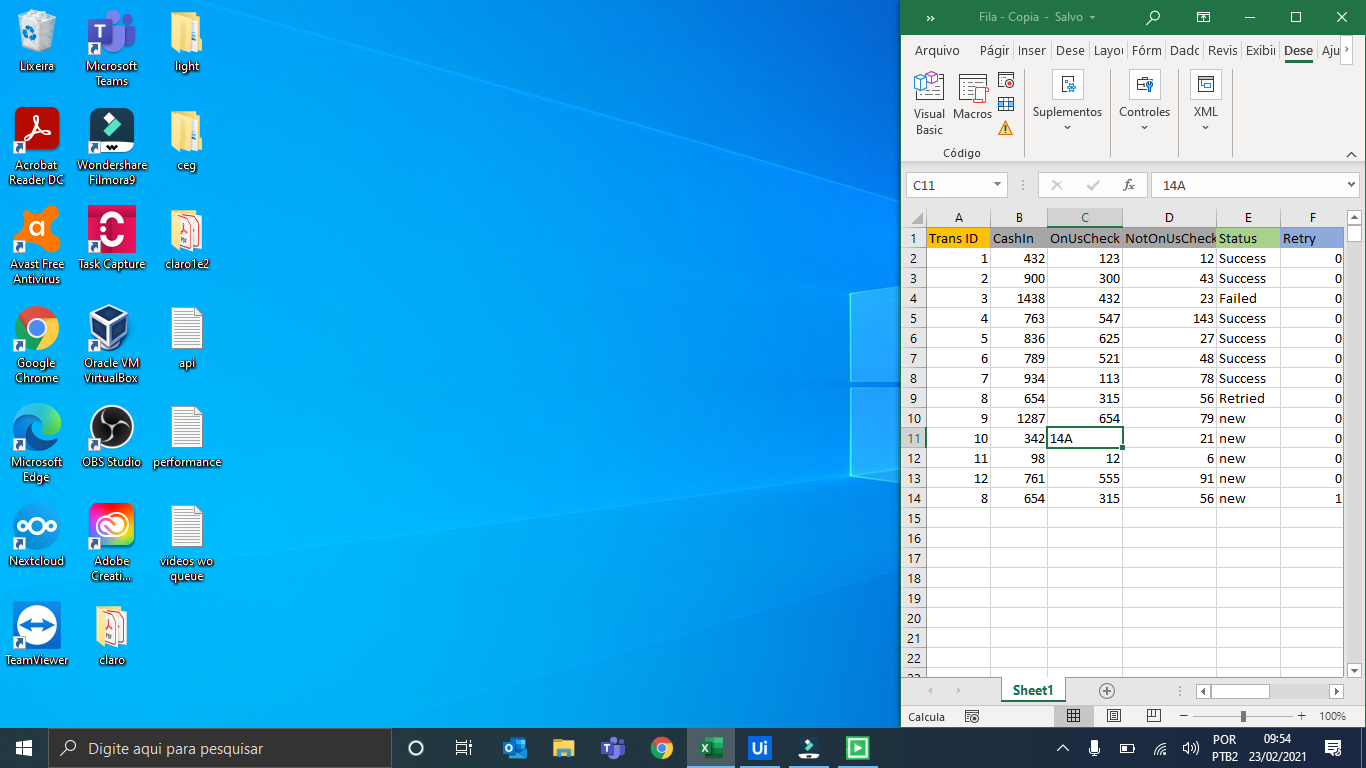 Lixeira
Microsoft
Teams
light
Acrobat
Reader DC
Wondershare
Filmora9
ceg
Avast Free
Antivirus
Task Capture
claro1e2
Google
Chrome
Oracle VM
VirtualBox
api
Microsoft
Edge
OBS Studio
performance
Nextcloud
Adobe
Creati...
vídeos wo
queue
TeamViewer
claro
Fila - Copia - Salvo
Arquivo Págir Inser Dese Layou Fórm Dado Revis Exibir Dese Aju
Visual
Basic
Macros
Suplementos
Controles
XML
Código
C11
fx
14A
A B C D E F
1 Trans ID CashIn OnUsCheck NotOnUsCheck Status Retry
2 1 432 123 12 Success 0
3 2 900 300 43 Success 0
4 3 1438 432 23 Failed 0
5 4 763 547 143 Success 0
6 5 836 625 27 Success 0
7 6 789 521 48 Success 0
8 7 934 113 78 Success 0
9 8 654 315 56 Retried 0
10 9 1287 654 79 new 0
11 10 342 14A 21 new 0
12 11 98 12 6 new 0
13 12 761 555 91 new 0
14 8 654 315 56 new 1
15
16
17
18
19
20
21
22
Sheet1
Calcula
100%
Digite aqui para pesquisar
Ui
POR
PTB2
09:54
23/02/2021